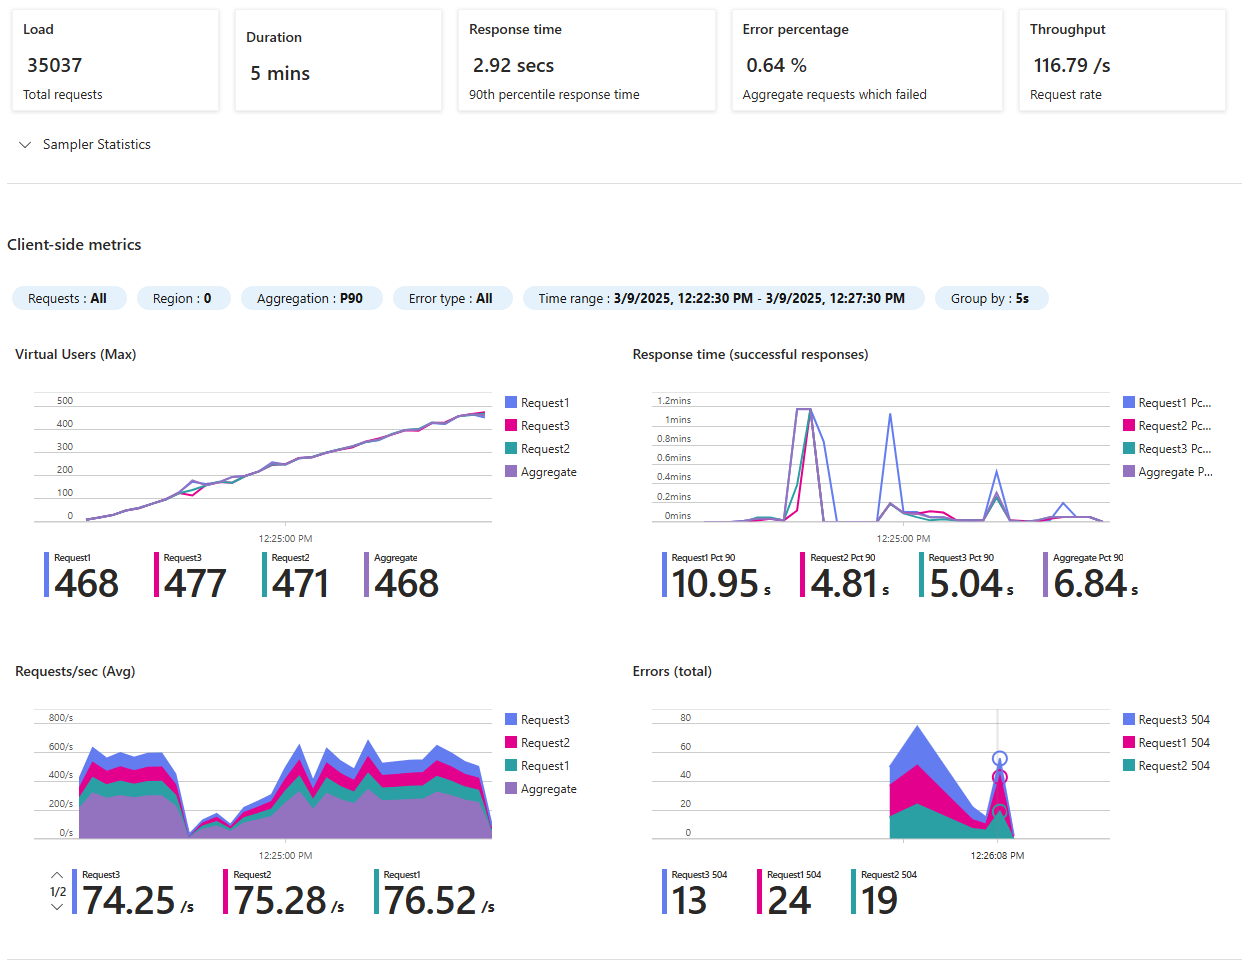 Load
35037
Total requests
Duration
5 mins
Response time
2.92 secs
90th percentile response time
Error percentage
0.64 %
Aggregate requests which failed
Throughput
116.79 /s
Request rate
Sampler Statistics
Client-side metrics
Requests : All
Region : 0
Aggregation : P90
Error type : All
Time range : 3/9/2025, 12:22:30 PM - 3/9/2025, 12:27:30 PM
Group by : 5s
Virtual Users (Max)
500
400
300
200
100
0
12:25:00 PM
Request1
Request3
Request2
Aggregate
Request1
468
Request3
477
Request2
471
Aggregate
468
Response time (successful responses)
1.2mins
1mins
0.8mins
0.6mins
0.4mins
0.2mins
0mins
12:25:00 PM
Request1 Pc...
Request2 Pc...
Request3 Pc...
Aggregate P...
Request1 Pct 90
10.95 s
Request2 Pct 90
4.81 s
Request3 Pct 90
5.04 s
Aggregate Pct 90
6.84 s
Requests/sec (Avg)
800/s
600/s
400/s
200/s
0/s
12:25:00 PM
Request3
Request2
Request1
Aggregate
1/2
Request3
74.25 /s
Request2
75.28 /s
Request1
76.52 /s
Errors (total)
80
60
40
20
0
12:26:08 PM
Request3 504
Request1 504
Request2 504
Request3 504
13
Request1 504
24
Request2 504
19